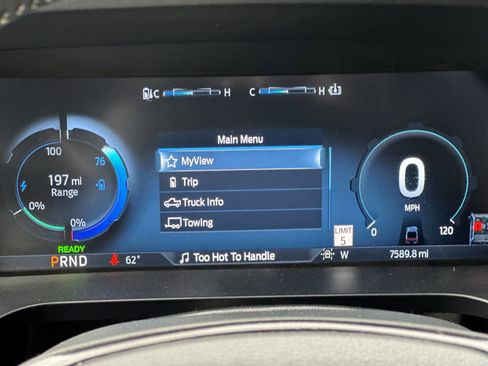 C H C H
Main Menu
100
76
MyView
Trip
197 mi
Range
0
MPH
Truck Info
0% 0%
Towing
0 120
READY
LIMIT
5
PRND
62°
Too Hot To Handle
W
7589.8 mi